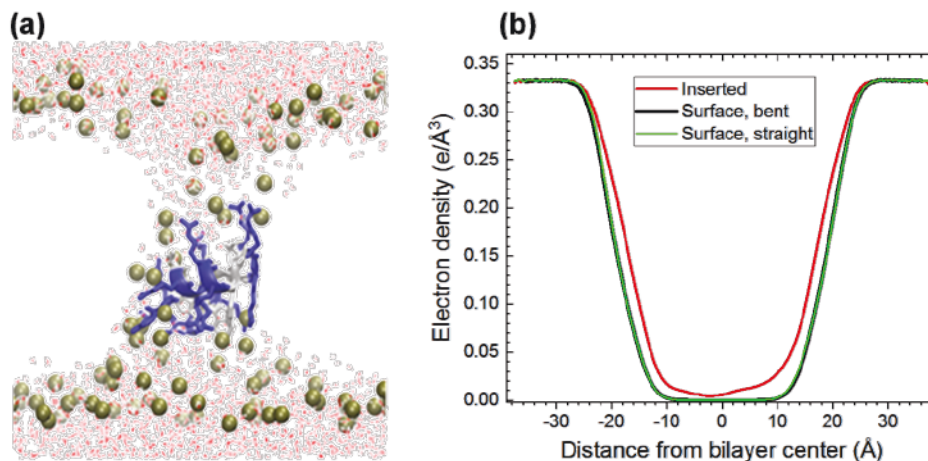 (a)
(b)
Electron density (e/Å³)
0.35
0.30
0.25
0.20
0.15
0.10
0.05
0.00
Inserted
Surface, bent
Surface, straight
-30 -20 -10 0 10 20 30
Distance from bilayer center (Å)